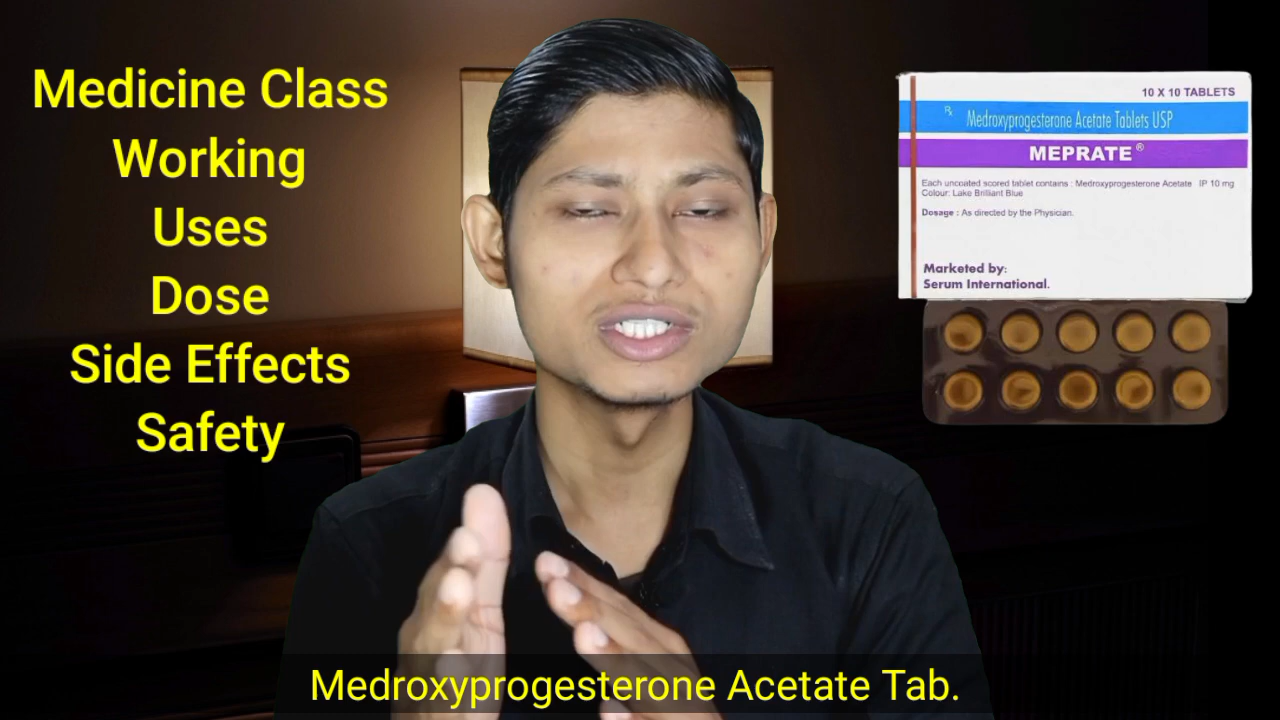 Medicine Class
Working
Uses
Dose
Side Effects
Safety
10 X 10 TABLETS
Rx Medroxyprogesterone Acetate Tablets USP
MEPRATE®
Each uncoated scored tablet contains : Medroxyprogesterone Acetate IP 10 mg
Colour: Lake Brilliant Blue
Dosage : As directed by the Physician.
Marketed by:
Serum International.
Medroxyprogesterone Acetate Tab.